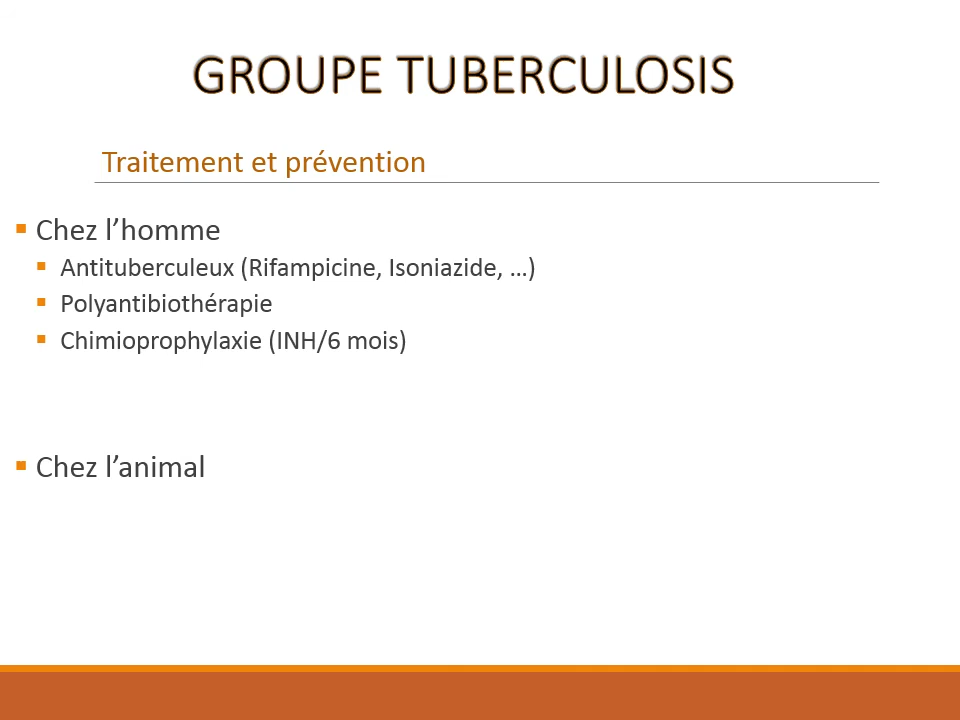 GROUPE TUBERCULOSIS
Traitement et prévention
Chez l’homme
Antituberculeux (Rifampicine, Isoniazide, …)
Polyantibiothérapie
Chimioprophylaxie (INH/6 mois)
Chez l’animal